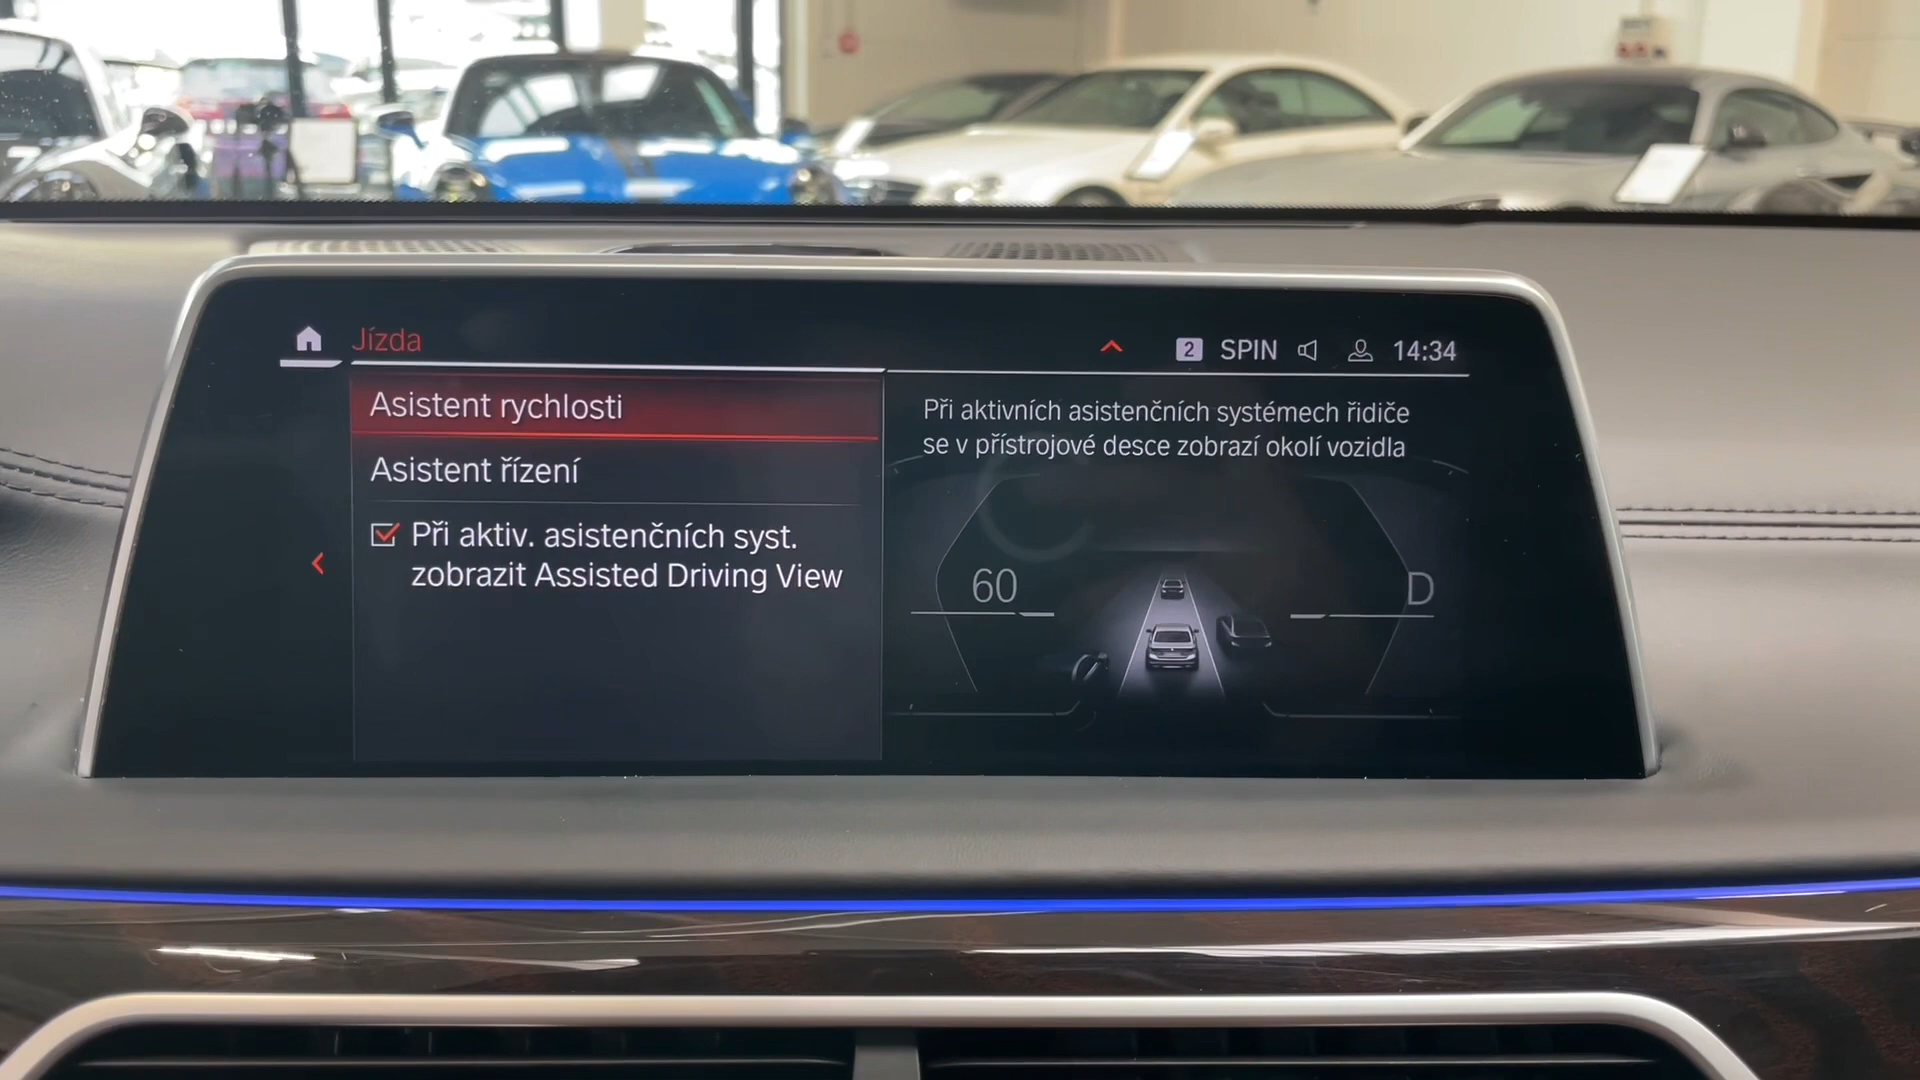 Jízda
2 SPIN 14:34
Asistent rychlosti
Asistent řízení
Při aktiv. asistenčních syst.
zobrazit Assisted Driving View
Při aktivních asistenčních systémech řidiče
se v přístrojové desce zobrazí okolí vozidla
60
D